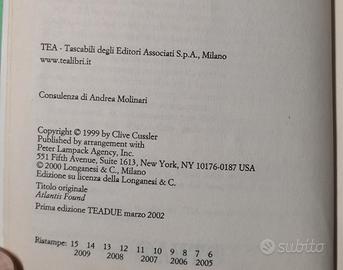 TEA - Tascabili degli Editori Associati S.p.A., Milano
www.tealibri.it
Consulenza di Andrea Molinari
Copyright © 1999 by Clive Cussler
Published by arrangement with
Peter Lampack Agency, Inc.
551 Fifth Avenue, Suite 1613, New York, NY 10176-0187 USA
© 2000 Longanesi & C., Milano
Edizione su licenza della Longanesi & C.
Titolo originale
Atlantis Found
Prima edizione TEADUE marzo 2002
Ristampe: 15 14 13 12 11 10 9 8 7 6
2009 2008 2007 2006 2005
subito